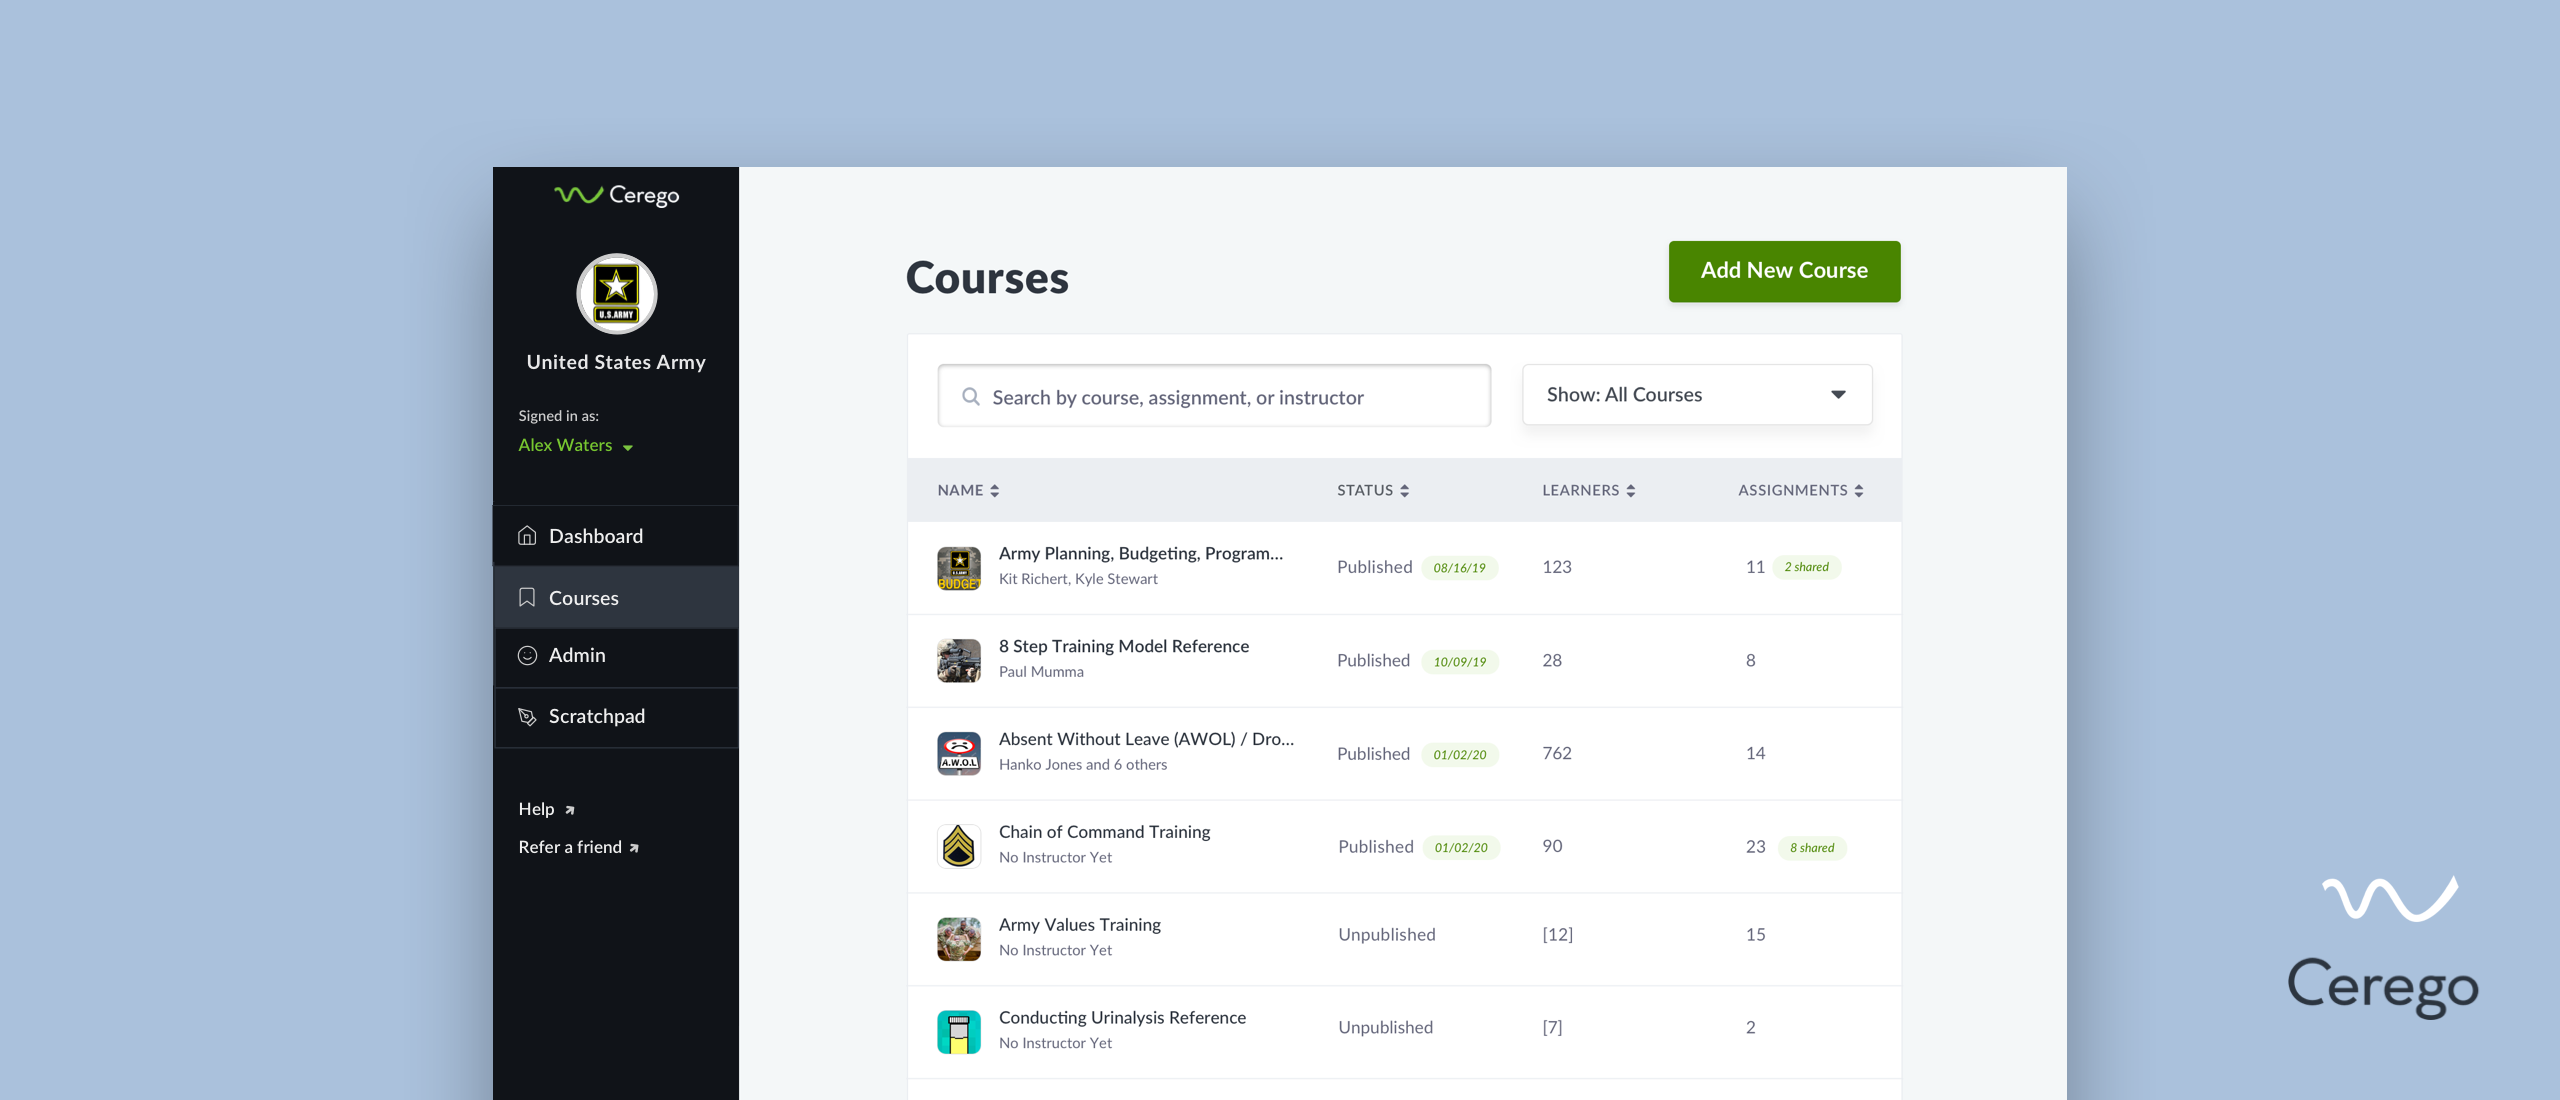 Cerego
U.S.ARMY
United States Army
Signed in as:
Alex Waters
Dashboard
Courses
Admin
Scratchpad
Help
Refer a friend
Courses
Add New Course
Search by course, assignment, or instructor
Show: All Courses
NAME STATUS LEARNERS ASSIGNMENTS
BUDGET
Army Planning, Budgeting, Program...
Kit Richert, Kyle Stewart
Published 08/16/19 123 11 2 shared
8 Step Training Model Reference
Paul Mumma
Published 10/09/19 28 8
A.W.O.L
Absent Without Leave (AWOL) / Dro...
Hanko Jones and 6 others
Published 01/02/20 762 14
Chain of Command Training
No Instructor Yet
Published 01/02/20 90 23 8 shared
Army Values Training
No Instructor Yet
Unpublished [12] 15
Conducting Urinalysis Reference
No Instructor Yet
Unpublished [7] 2
Cerego